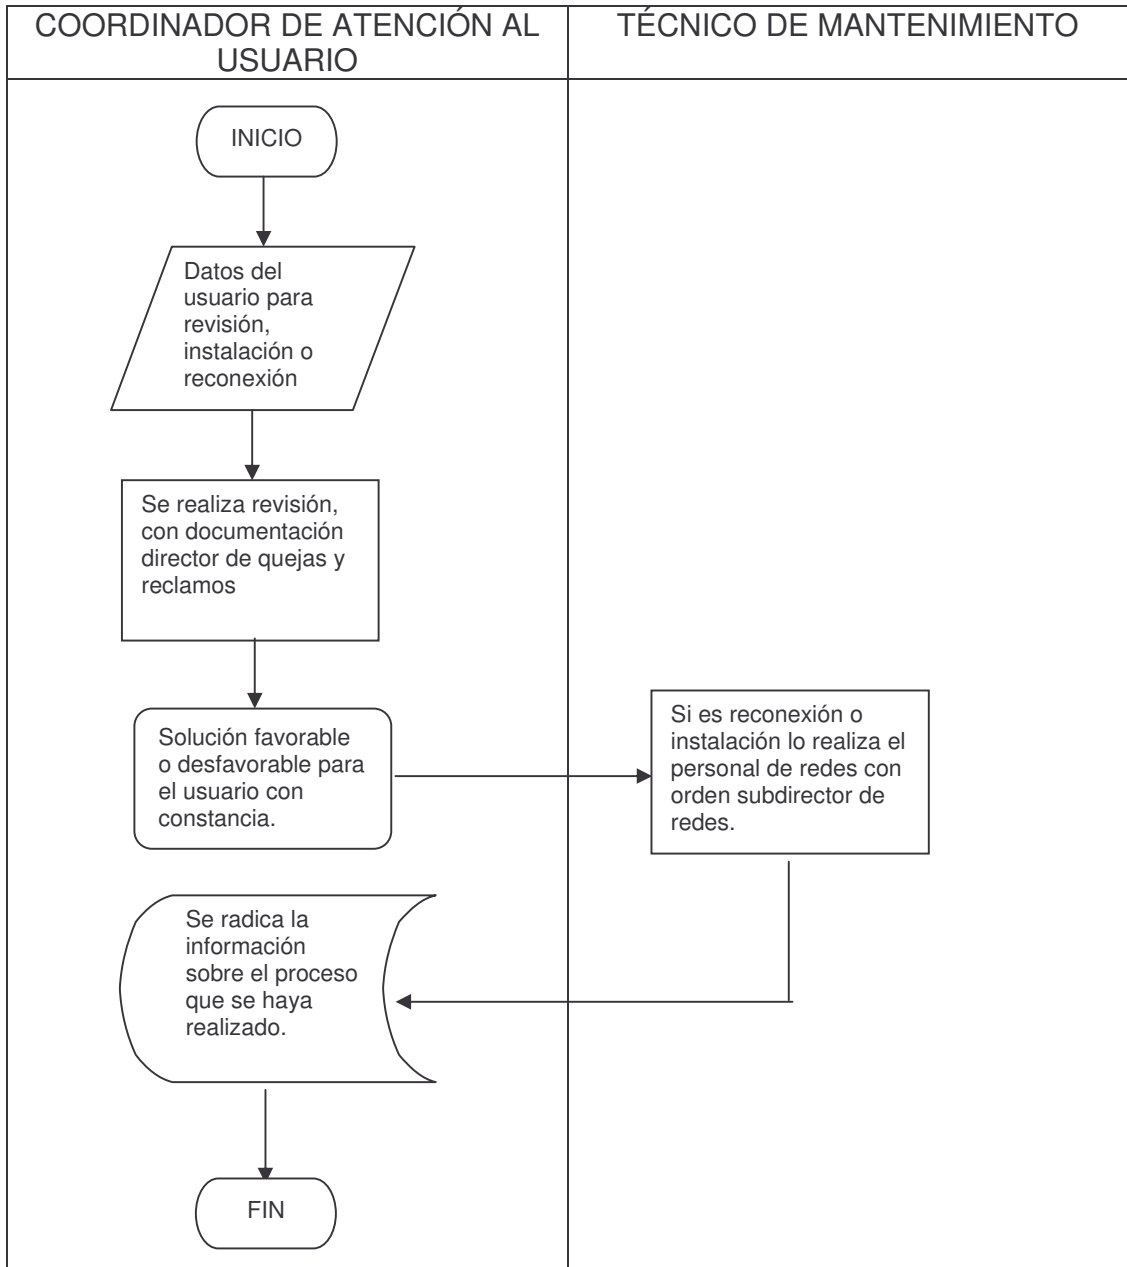 COORDINADOR DE ATENCIÓN AL
USUARIO
TÉCNICO DE MANTENIMIENTO
INICIO
Datos del
usuario para
revisión,
instalación o
reconexión
Se realiza revisión,
con documentación
director de quejas y
reclamos
Solución favorable
o desfavorable para
el usuario con
constancia.
Si es reconexión o
instalación lo realiza el
personal de redes con
orden subdirector de
redes.
Se radica la
información
sobre el proceso
que se haya
realizado.
FIN